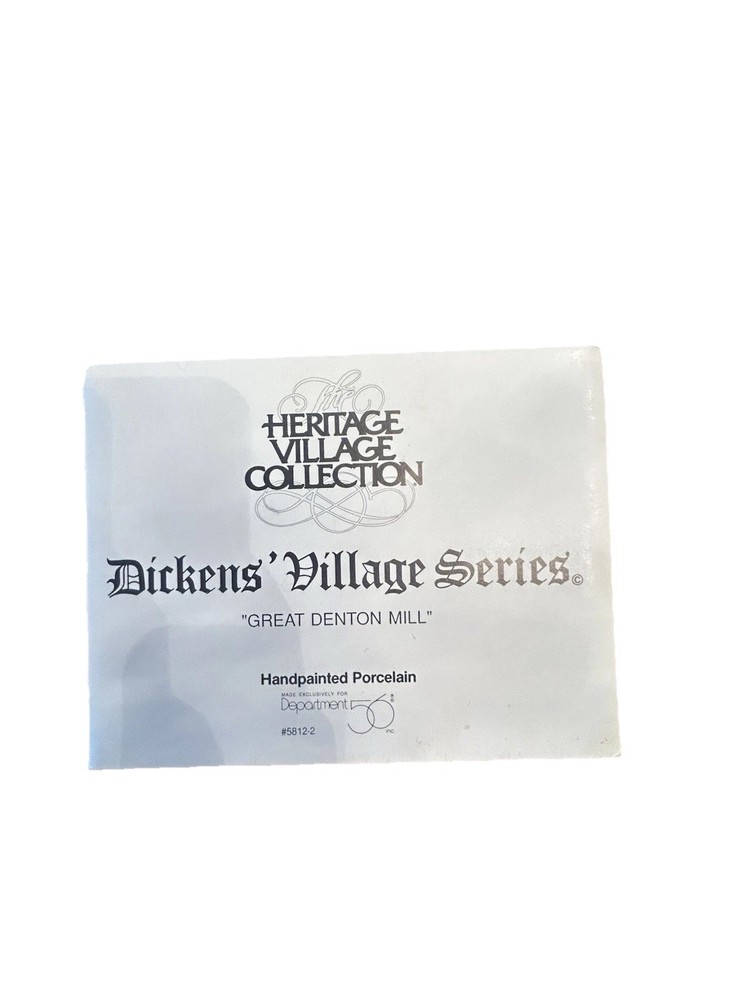 The
HERITAGE
VILLAGE
COLLECTION
Dickens' Village Series©
"GREAT DENTON MILL"
Handpainted Porcelain
MADE EXCLUSIVELY FOR
Department 56® INC.
#5812-2